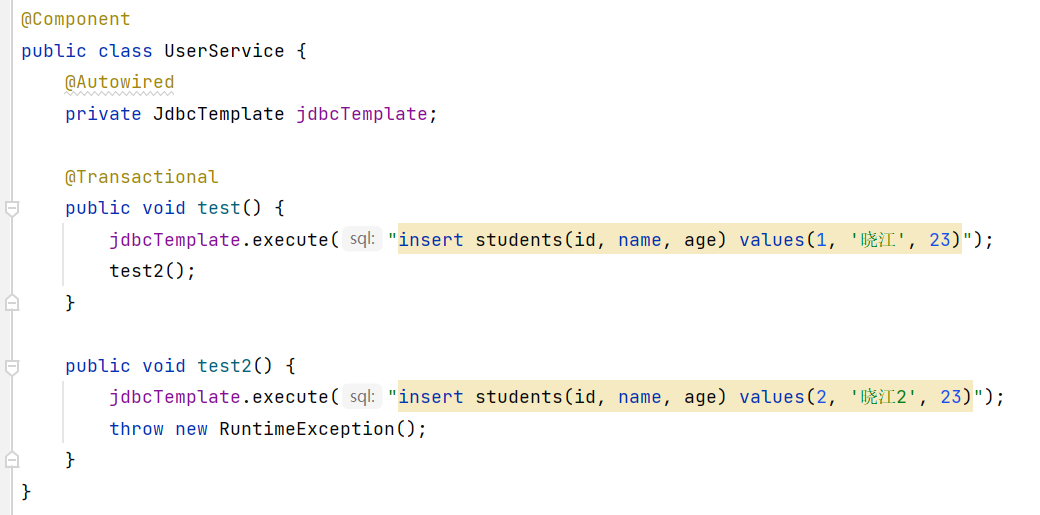 @Component
public class UserService {
@Autowired
private JdbcTemplate jdbcTemplate;
@Transactional
public void test() {
jdbcTemplate.execute( sql: "insert students(id, name, age) values(1, '晓江', 23)");
test2();
}
public void test2() {
jdbcTemplate.execute( sql: "insert students(id, name, age) values(2, '晓江2', 23)");
throw new RuntimeException();
}
}